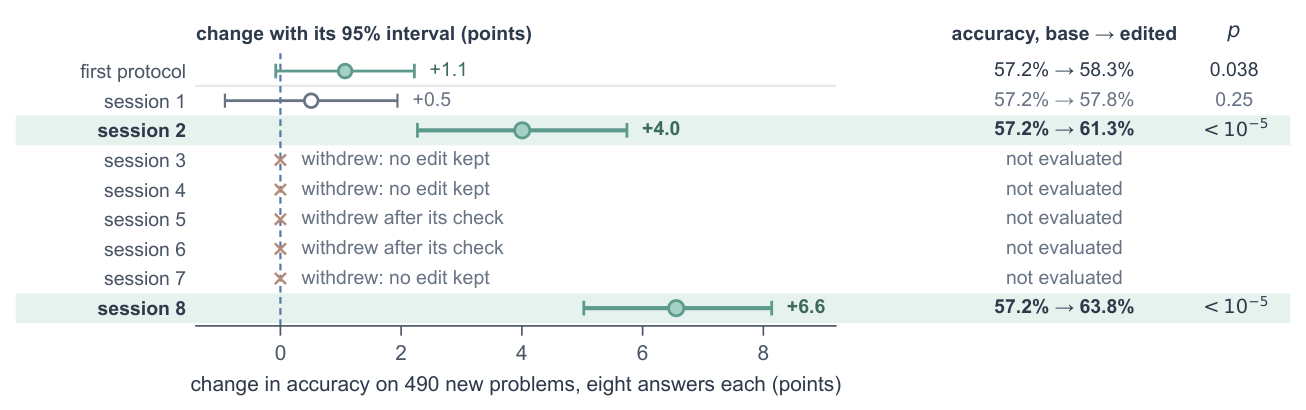 change with its 95% interval (points) accuracy, base → edited p
first protocol +1.1 57.2% → 58.3% 0.038
session 1 +0.5 57.2% → 57.8% 0.25
session 2 +4.0 57.2% → 61.3% < 10⁻⁵
session 3 withdrew: no edit kept not evaluated
session 4 withdrew: no edit kept not evaluated
session 5 withdrew after its check not evaluated
session 6 withdrew after its check not evaluated
session 7 withdrew: no edit kept not evaluated
session 8 +6.6 57.2% → 63.8% < 10⁻⁵
0 2 4 6 8
change in accuracy on 490 new problems, eight answers each (points)